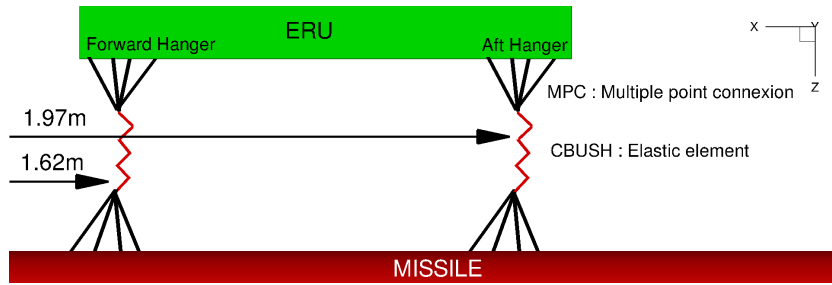 ERU
Forward Hanger
Aft Hanger
X
Y
Z
MPC : Multiple point connexion
1.97m
CBUSH : Elastic element
1.62m
MISSILE